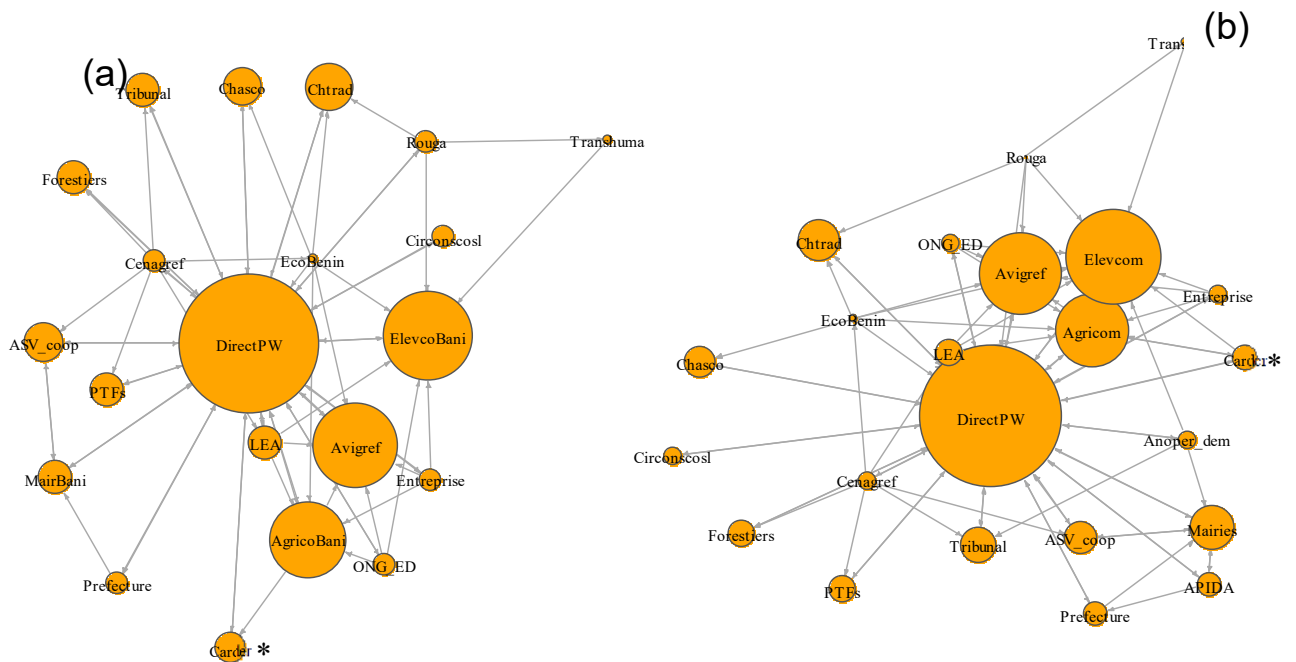 (a)
Tribunal
Chasco
Chtrad
Rouga
Transhuma
Forestiers
Circonscosl
Cenagref
EcoBenin
ASV_coop
DirectPW
ElevcoBani
PTFs
LEA
Avigref
MairBani
Entreprise
AgricoBani
ONG_ED
Prefecture
Carder *
(b)
Rouga
Chtrad
ONG_ED
Avigref
Elevcom
Entreprise
EcoBenin
Agricom
LEA
Chasco
Carder *
DirectPW
Circonscosl
Anoper_dem
Cenagref
Forestiers
Tribunal
ASV_coop
Mairies
PTFs
APIDA
Prefecture